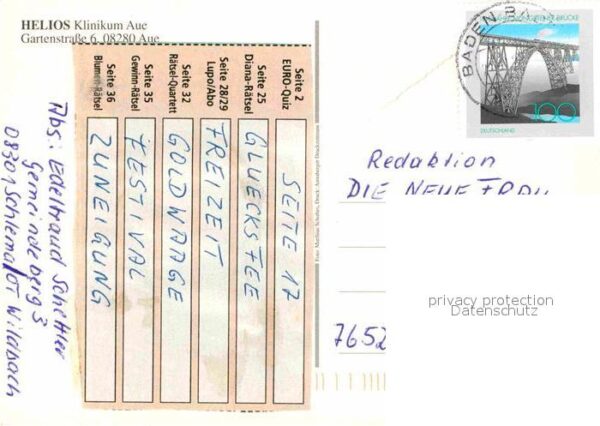 HELIOS Klinikum Aue
Gartenstraße 6, 08280 Aue
Seite 2
EURO-Quiz
SEITE 17
Seite 25
Diana-Rätsel
GLUECKSFEE
Seite 28/29
Lupo/Abo
FREIZEIT
Seite 32
Rätsel-Quartett
GOLDWAAGE
Seite 35
Gewinn-Rätsel
FESTIVAL
Seite 36
Blumen-Rätsel
ZUNEIGUNG
Abs: Edeltraud Schettler
Gemeindeberg 3
08301 Schlema/OT Wildbach
BADEN BA
BRÜCKE
100
DEUTSCHLAND
Redaktion
DIE NEUE FRAU
7652
privacy protection
Datenschutz